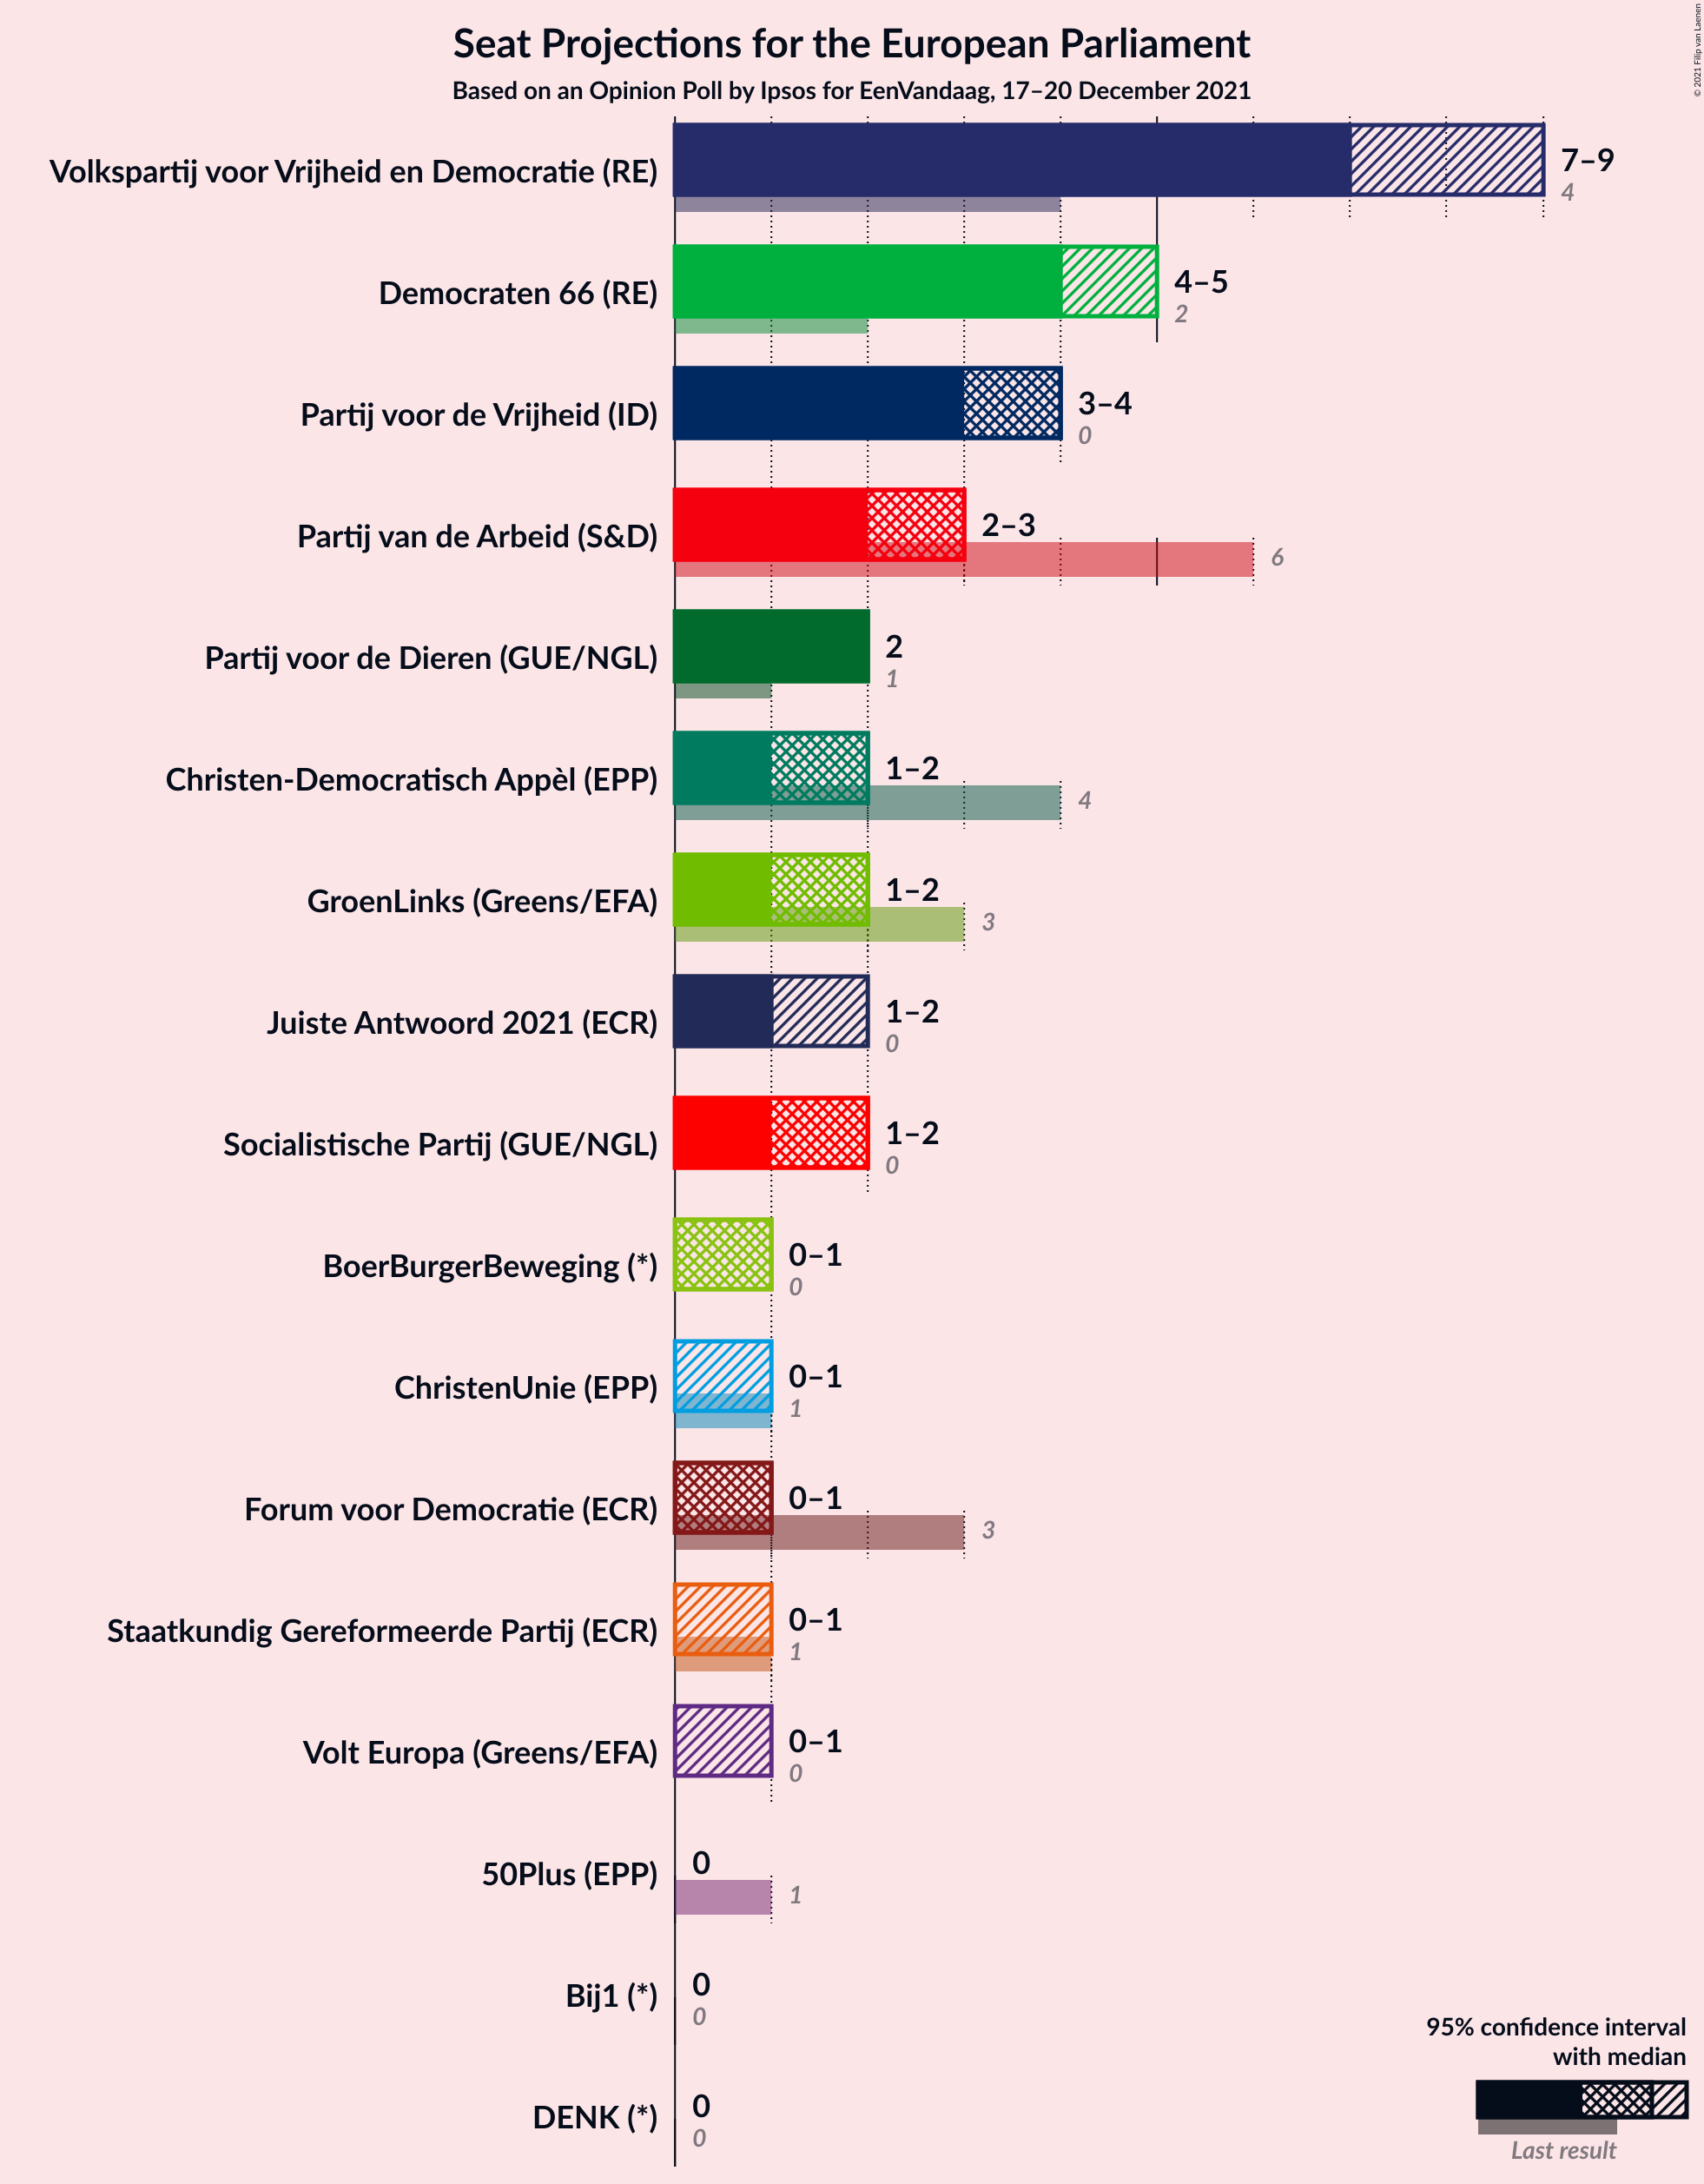 Seat Projections for the European Parliament
Based on an Opinion Poll by Ipsos for EenVandaag, 17–20 December 2021
© 2021 Filip van Laenen
Volkspartij voor Vrijheid en Democratie (RE)
7–9
4
Democraten 66 (RE)
4–5
2
Partij voor de Vrijheid (ID)
3–4
0
Partij van de Arbeid (S&D)
2–3
6
Partij voor de Dieren (GUE/NGL)
2
1
Christen-Democratisch Appèl (EPP)
1–2
4
GroenLinks (Greens/EFA)
1–2
3
Juiste Antwoord 2021 (ECR)
1–2
0
Socialistische Partij (GUE/NGL)
1–2
0
BoerBurgerBeweging (*)
0–1
0
ChristenUnie (EPP)
0–1
1
Forum voor Democratie (ECR)
0–1
3
Staatkundig Gereformeerde Partij (ECR)
0–1
1
Volt Europa (Greens/EFA)
0–1
0
50Plus (EPP)
0
1
Bij1 (*)
0
0
DENK (*)
0
0
95% confidence interval
with median
Last result